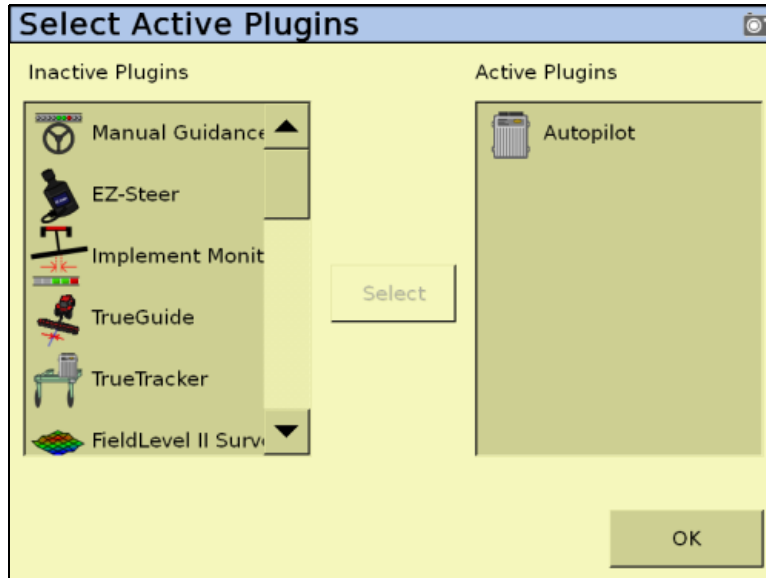 Select Active Plugins
Inactive Plugins
Active Plugins
Manual Guidance
EZ-Steer
Implement Monit
TrueGuide
TrueTracker
FieldLevel II Surv
Autopilot
Select
OK